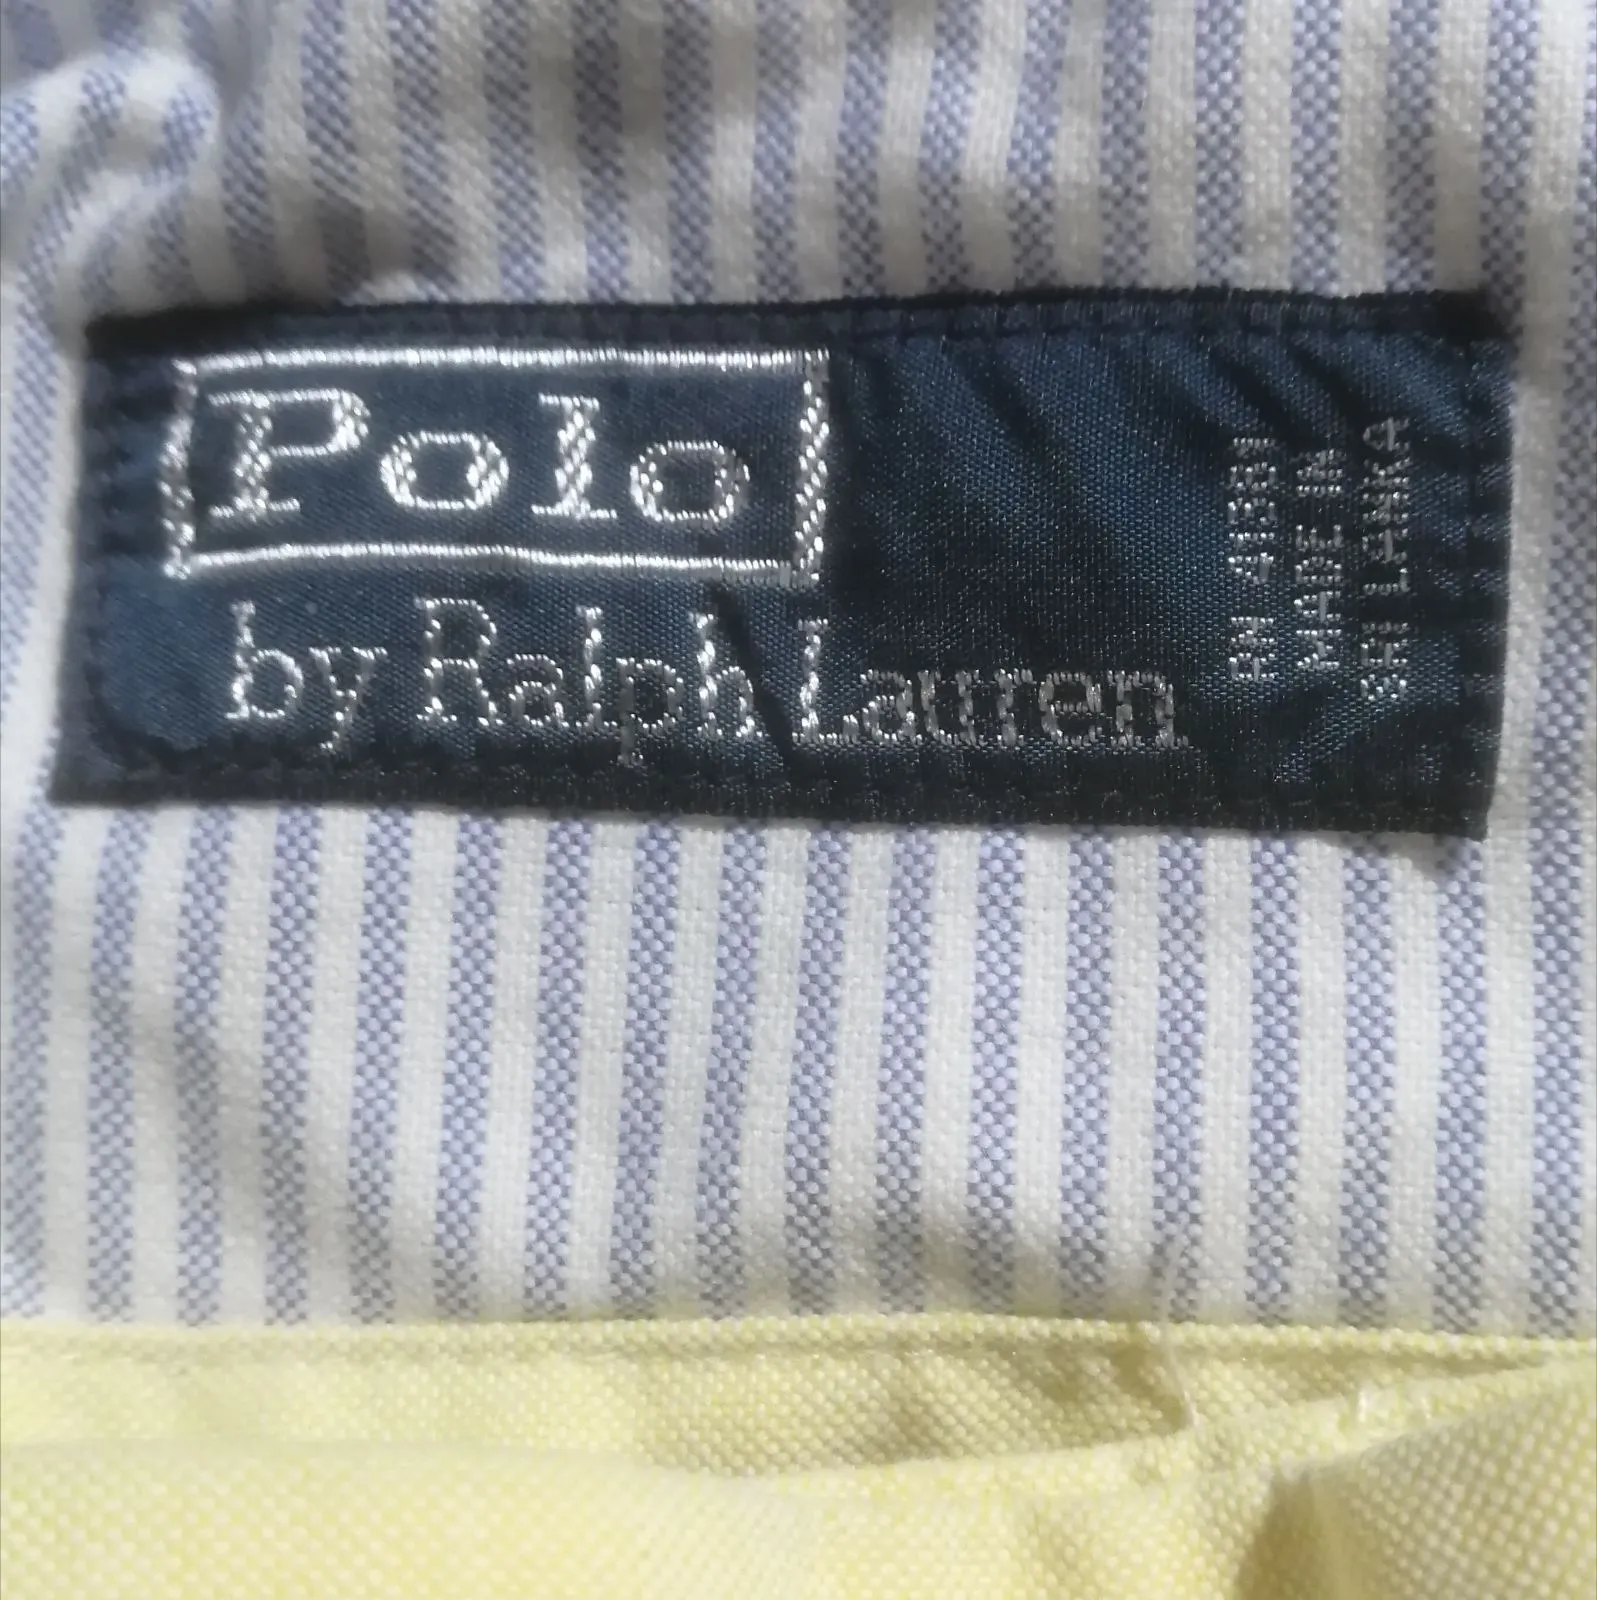 Polo
by Ralph Lauren
RN 41381
MADE IN
SRI LANKA